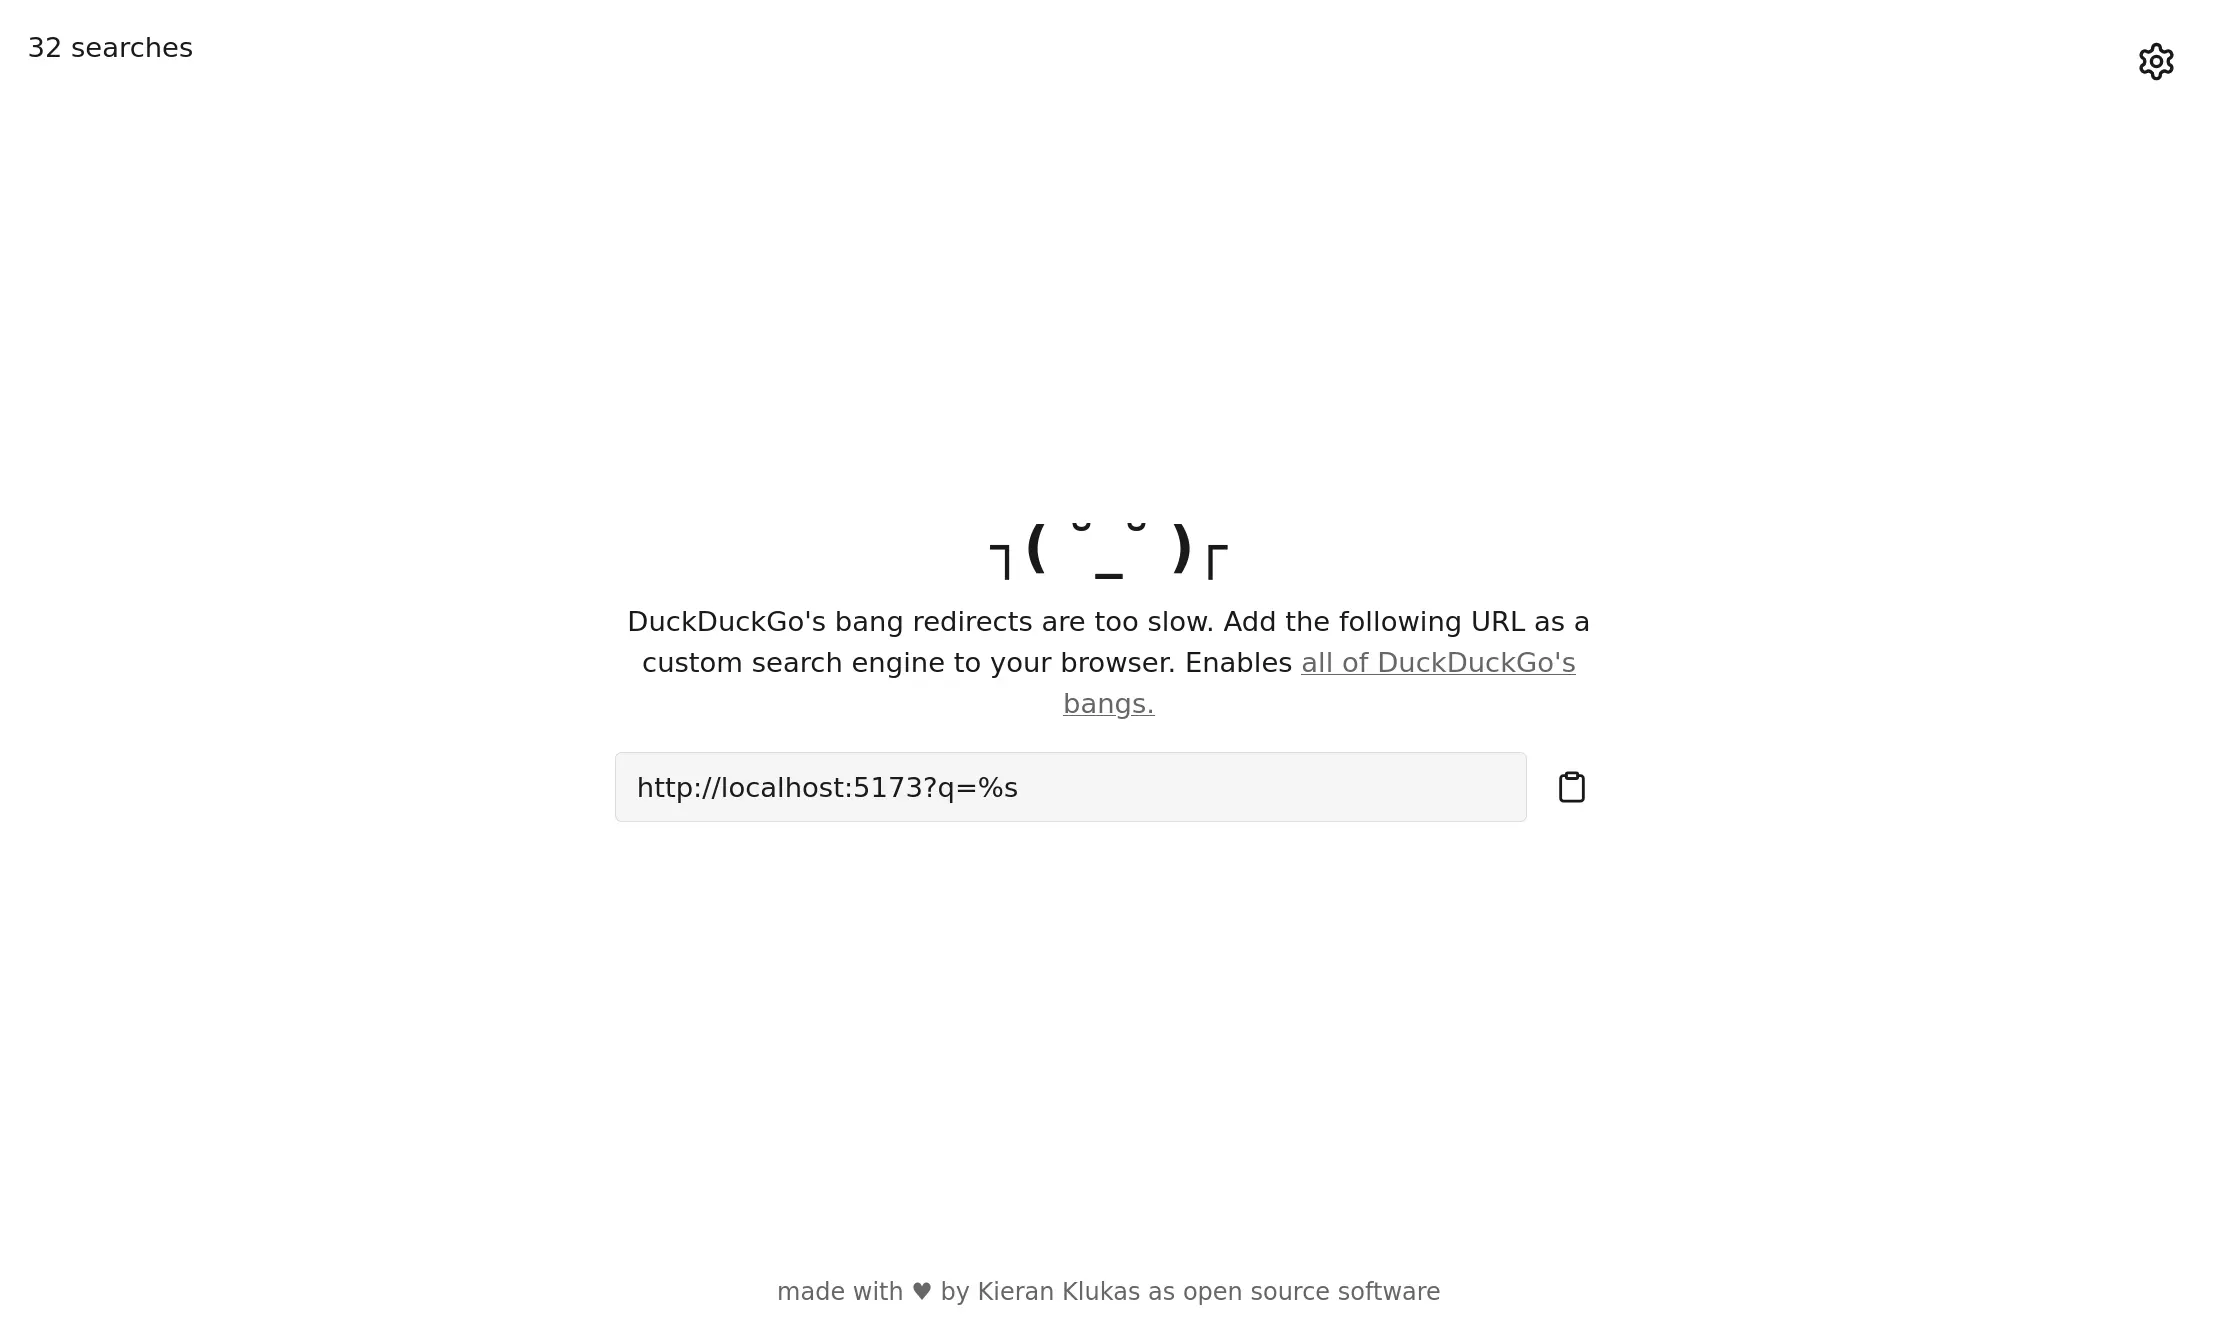 32 searches
┐( ˘_˘ )┌
DuckDuckGo's bang redirects are too slow. Add the following URL as a
custom search engine to your browser. Enables all of DuckDuckGo's
bangs.
http://localhost:5173?q=%s
made with ♥ by Kieran Klukas as open source software